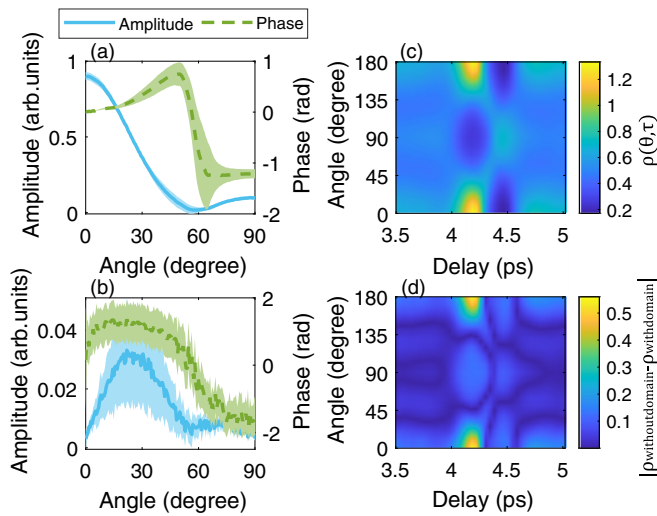 Amplitude Phase
(a)
Amplitude (arb.units)
1
0.5
0
1
0
-1
-2
Phase (rad)
0 30 60 90
Angle (degree)
(b)
Amplitude (arb.units)
0.04
0.02
0
2
0
-2
Phase (rad)
0 30 60 90
Angle (degree)
(c)
Angle (degree)
180
135
90
45
0
3.5 4 4.5 5
Delay (ps)
1.2
1
0.8
0.6
0.4
0.2
ρ(θ,τ)
(d)
Angle (degree)
180
135
90
45
0
3.5 4 4.5 5
Delay (ps)
0.5
0.4
0.3
0.2
0.1
|ρwithoutdomain-ρwithdomain|